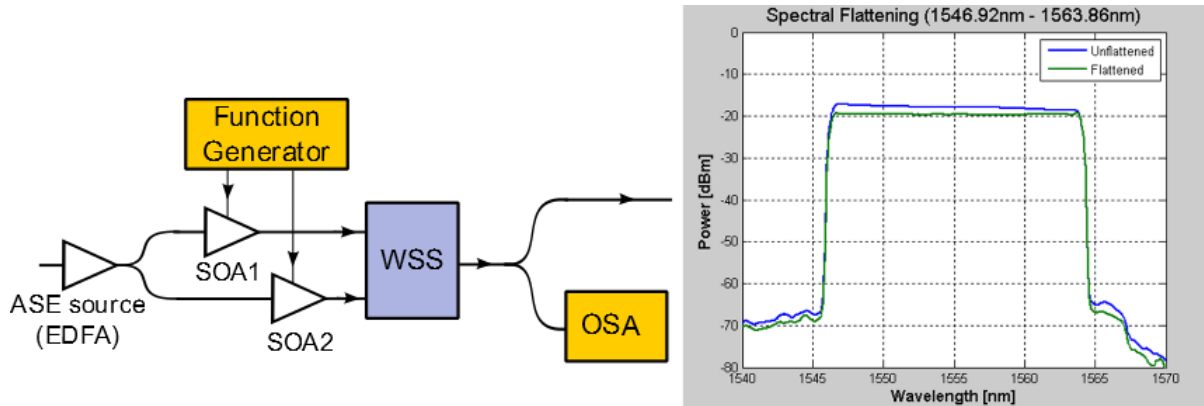 Function
Generator
SOA1
WSS
ASE source
(EDFA)
SOA2
OSA
Spectral Flattening (1546.92nm - 1563.86nm)
Unflattened
Flattened
Power [dBm]
0
-10
-20
-30
-40
-50
-60
-70
-80
1540 1545 1550 1555 1560 1565 1570
Wavelength [nm]